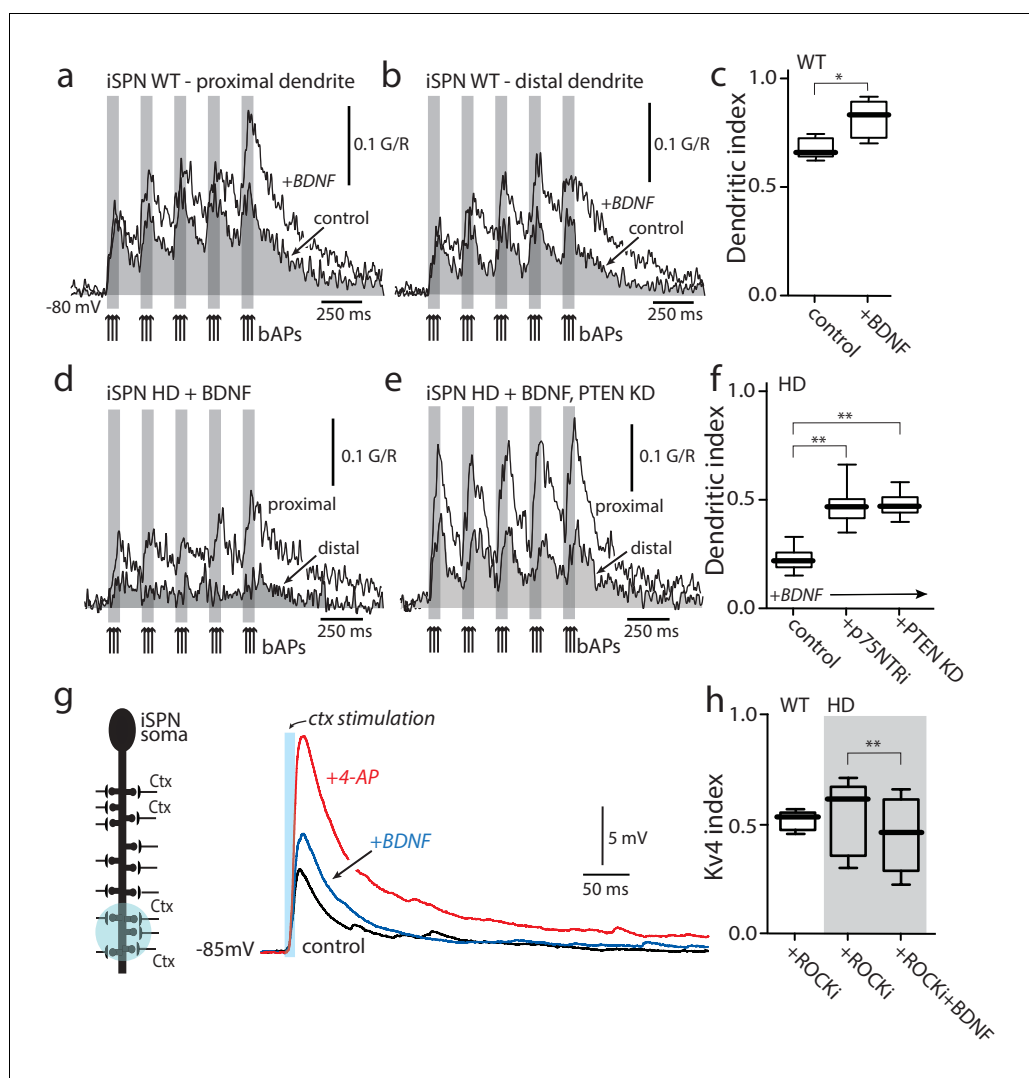 a
iSPN WT - proximal dendrite
0.1 G/R
+BDNF
control
-80 mV
250 ms
bAPs
b
iSPN WT - distal dendrite
0.1 G/R
+BDNF
control
250 ms
bAPs
c
WT
*
1.0
0.5
0.0
Dendritic index
control
+BDNF
d
iSPN HD + BDNF
0.1 G/R
proximal
distal
250 ms
bAPs
e
iSPN HD + BDNF, PTEN KD
0.1 G/R
proximal
distal
250 ms
bAPs
f
HD
**
**
1.0
0.5
0.0
Dendritic index
+BDNF
control
+p75NTRi
+PTEN KD
g
iSPN
soma
Ctx
Ctx
Ctx
Ctx
ctx stimulation
+4-AP
+BDNF
control
-85mV
5 mV
50 ms
h
WT
HD
**
1.0
0.5
0.0
Kv4 index
+ROCKi
+ROCKi
+ROCKi+BDNF